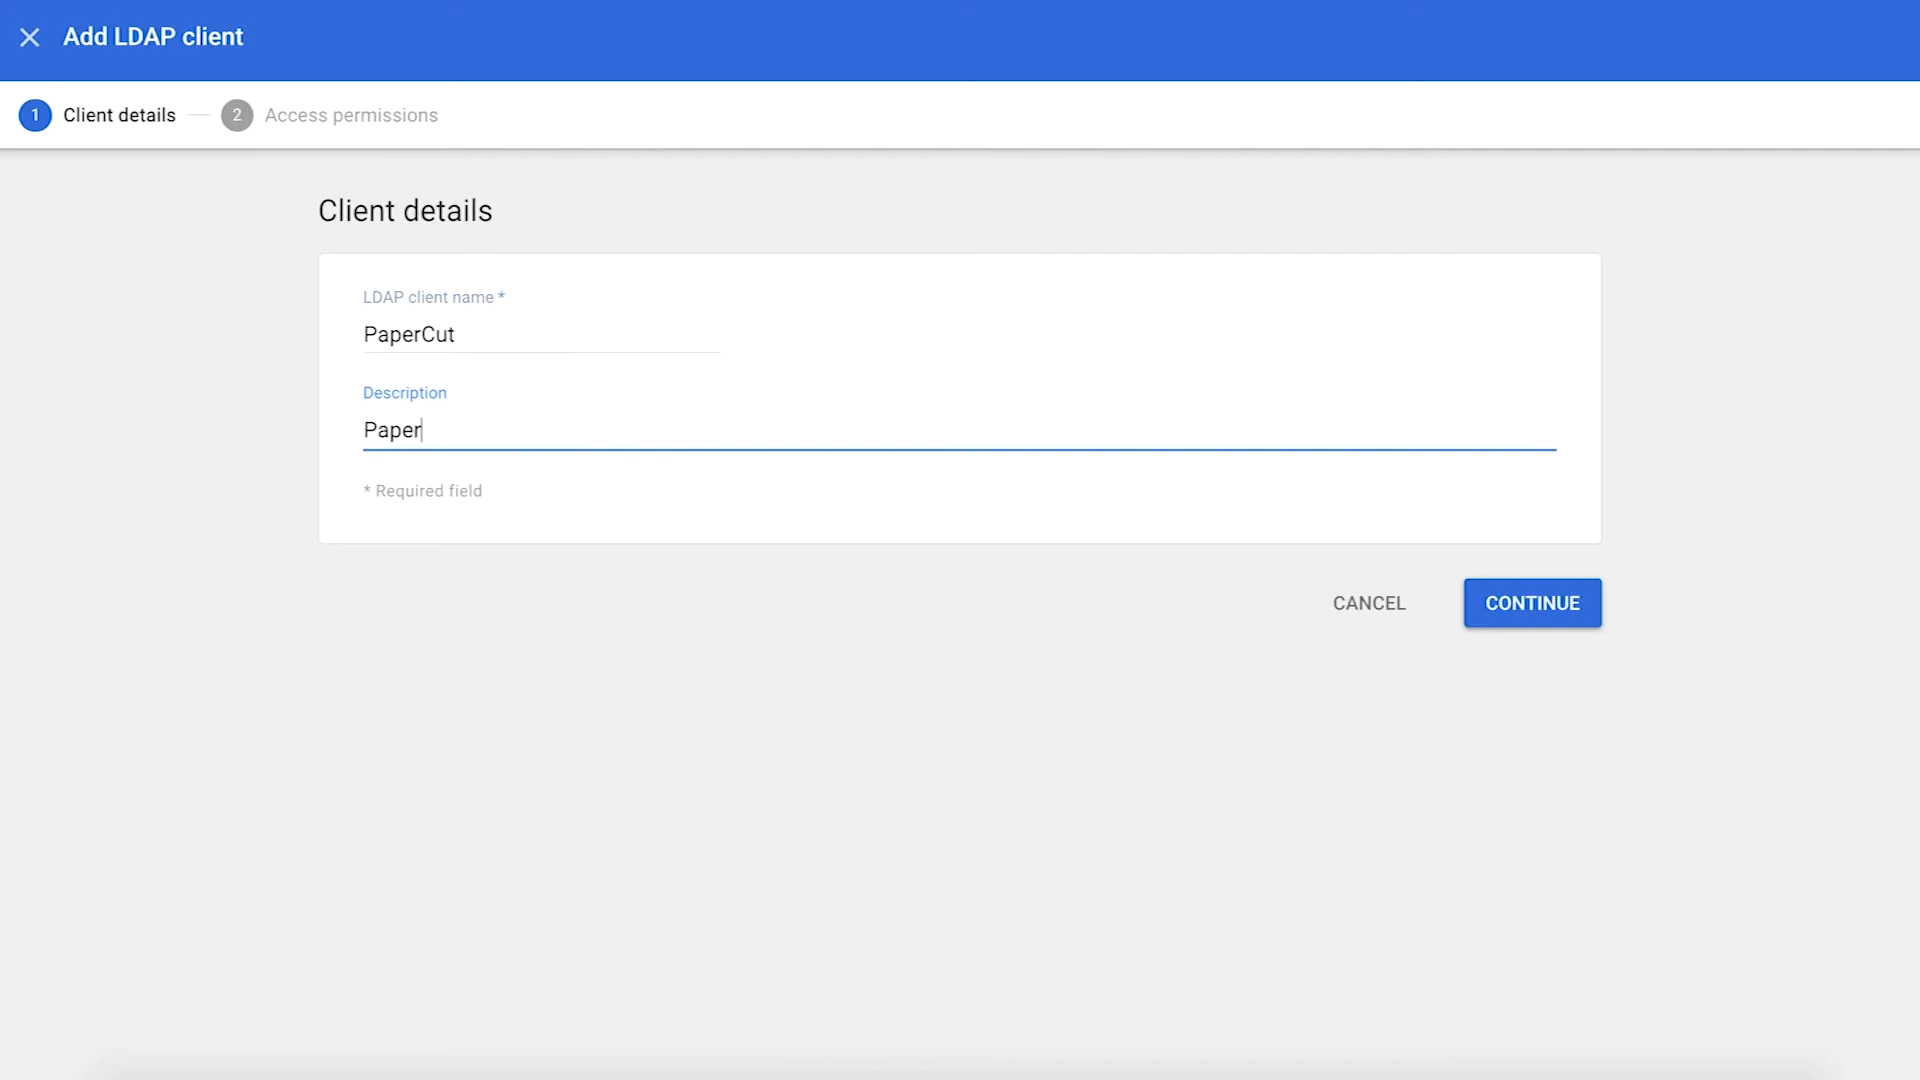 Add LDAP client
1 Client details 2 Access permissions
Client details
LDAP client name *
PaperCut
Description
Paper
* Required field
CANCEL CONTINUE